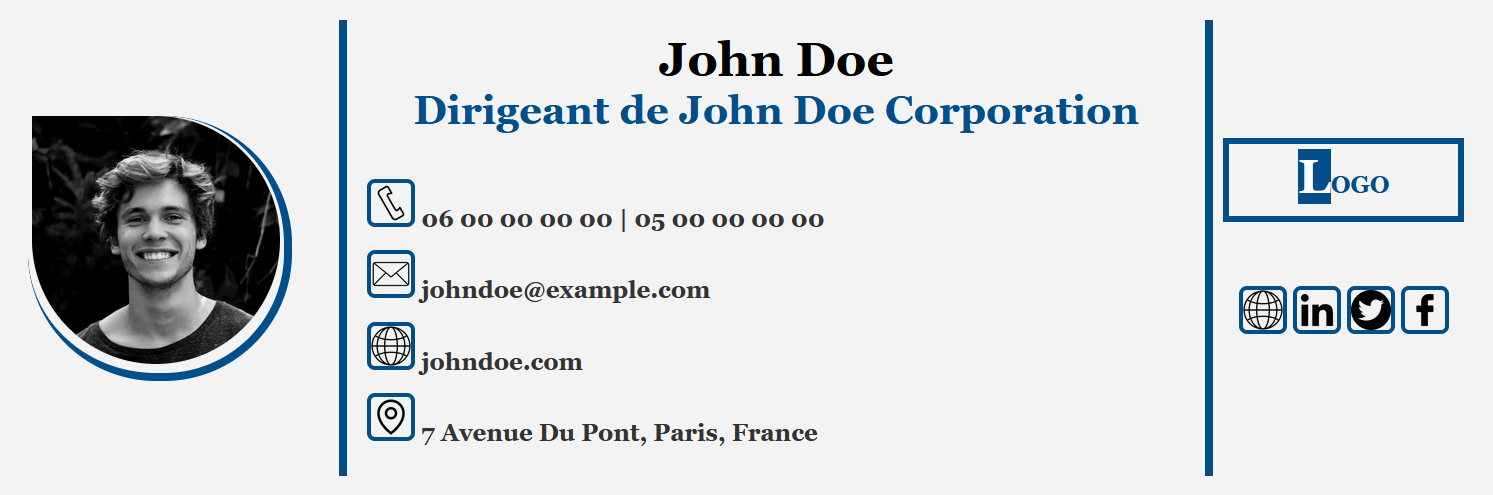 John Doe
Dirigeant de John Doe Corporation
06 00 00 00 00 | 05 00 00 00 00
johndoe@example.com
johndoe.com
7 Avenue Du Pont, Paris, France
LOGO
in
f